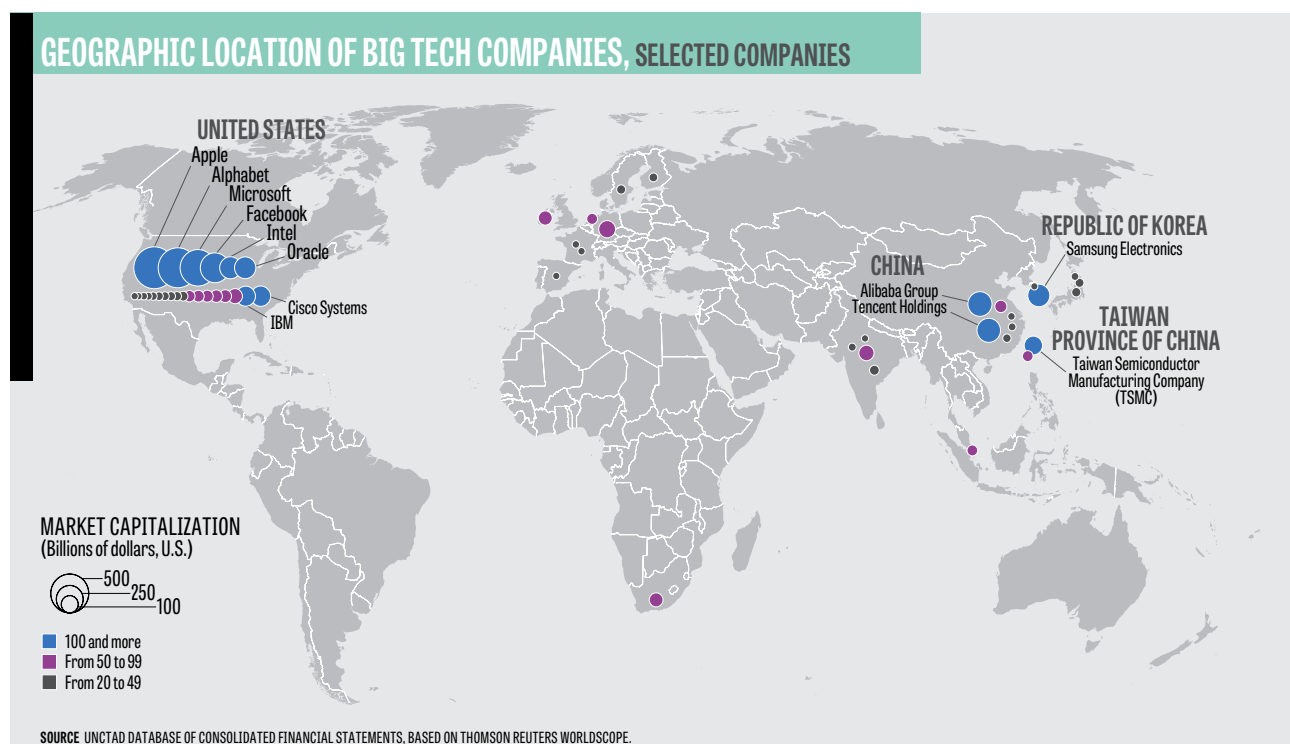 GEOGRAPHIC LOCATION OF BIG TECH COMPANIES, SELECTED COMPANIES
UNITED STATES
Apple
Alphabet
Microsoft
Facebook
Intel
Oracle
Cisco Systems
IBM
CHINA
Alibaba Group
Tencent Holdings
REPUBLIC OF KOREA
Samsung Electronics
TAIWAN
PROVINCE OF CHINA
Taiwan Semiconductor
Manufacturing Company
(TSMC)
MARKET CAPITALIZATION
(Billions of dollars, U.S.)
500
250
100
100 and more
From 50 to 99
From 20 to 49
SOURCE UNCTAD DATABASE OF CONSOLIDATED FINANCIAL STATEMENTS, BASED ON THOMSON REUTERS WORLDSCOPE.